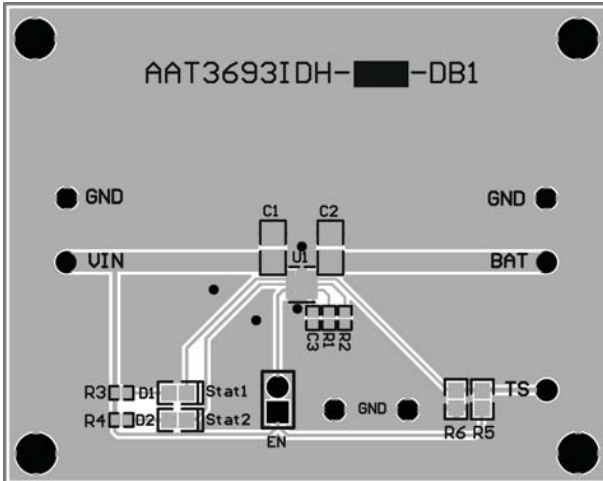 AAT3693IDH- -DB1
GND
GND
C1
C2
VIN
U1
BAT
C3
R1
R2
R3
D1
Stat1
TS
R4
D2
Stat2
GND
EN
R6
R5